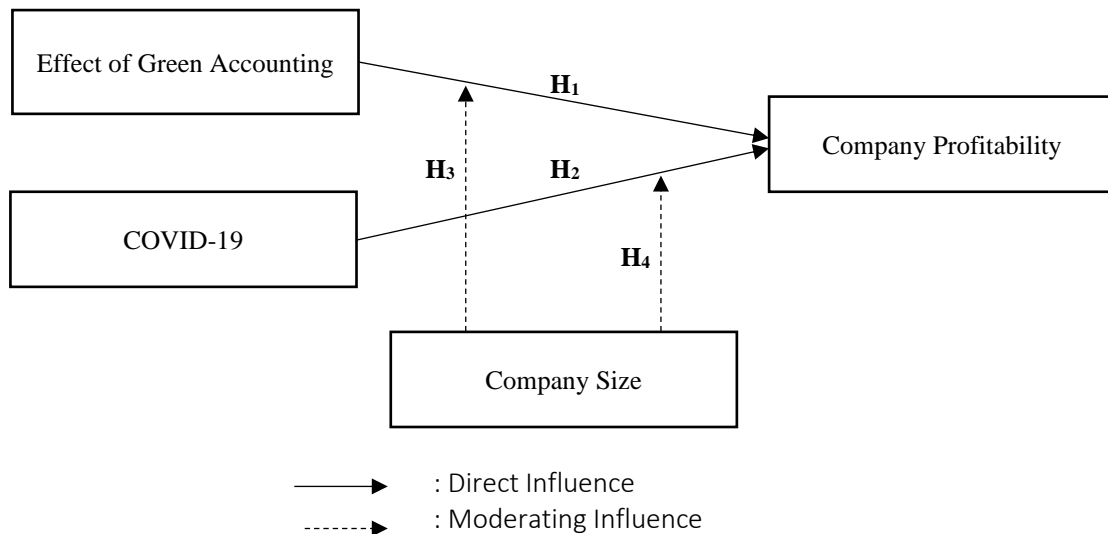 Effect of Green Accounting
H₁
Company Profitability
H₃
H₂
COVID-19
H₄
Company Size
: Direct Influence
: Moderating Influence